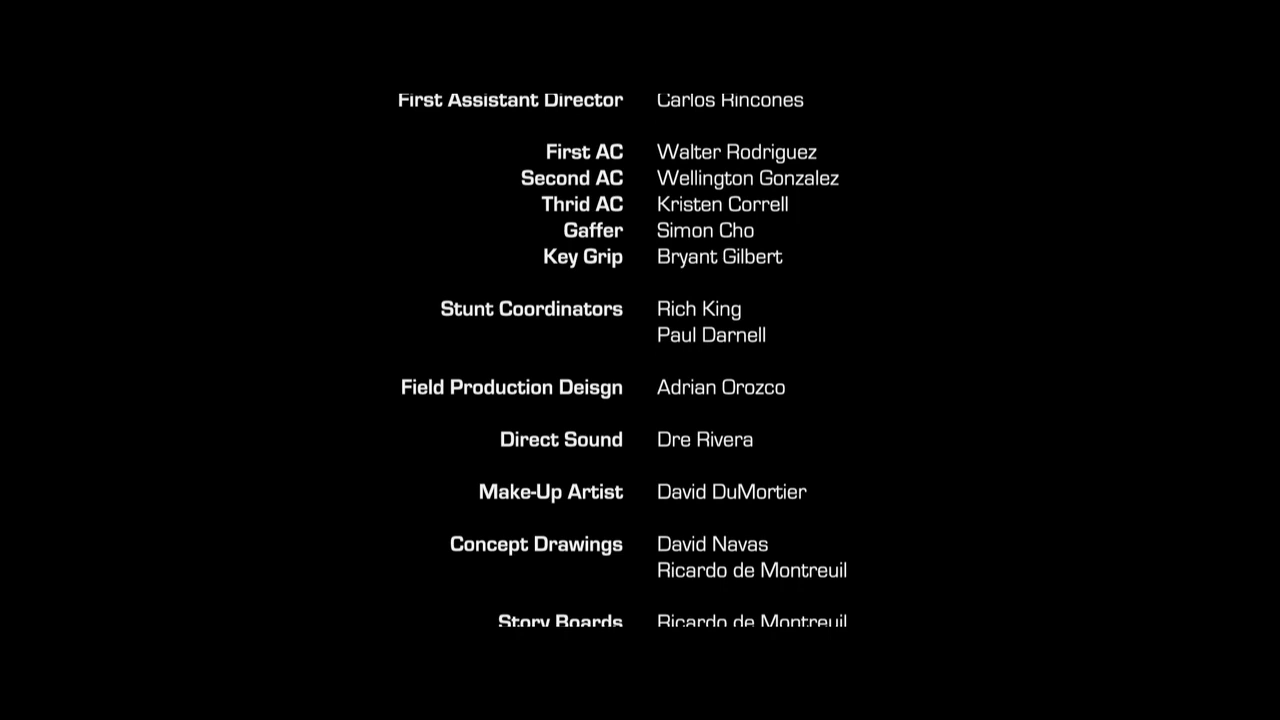 First Assistant Director Carlos Rincones
First AC Walter Rodriguez
Second AC Wellington Gonzalez
Thrid AC Kristen Correll
Gaffer Simon Cho
Key Grip Bryant Gilbert
Stunt Coordinators Rich King
Paul Darnell
Field Production Deisgn Adrian Orozco
Direct Sound Dre Rivera
Make-Up Artist David DuMortier
Concept Drawings David Navas
Ricardo de Montreuil
Story Boards Ricardo de Montreuil